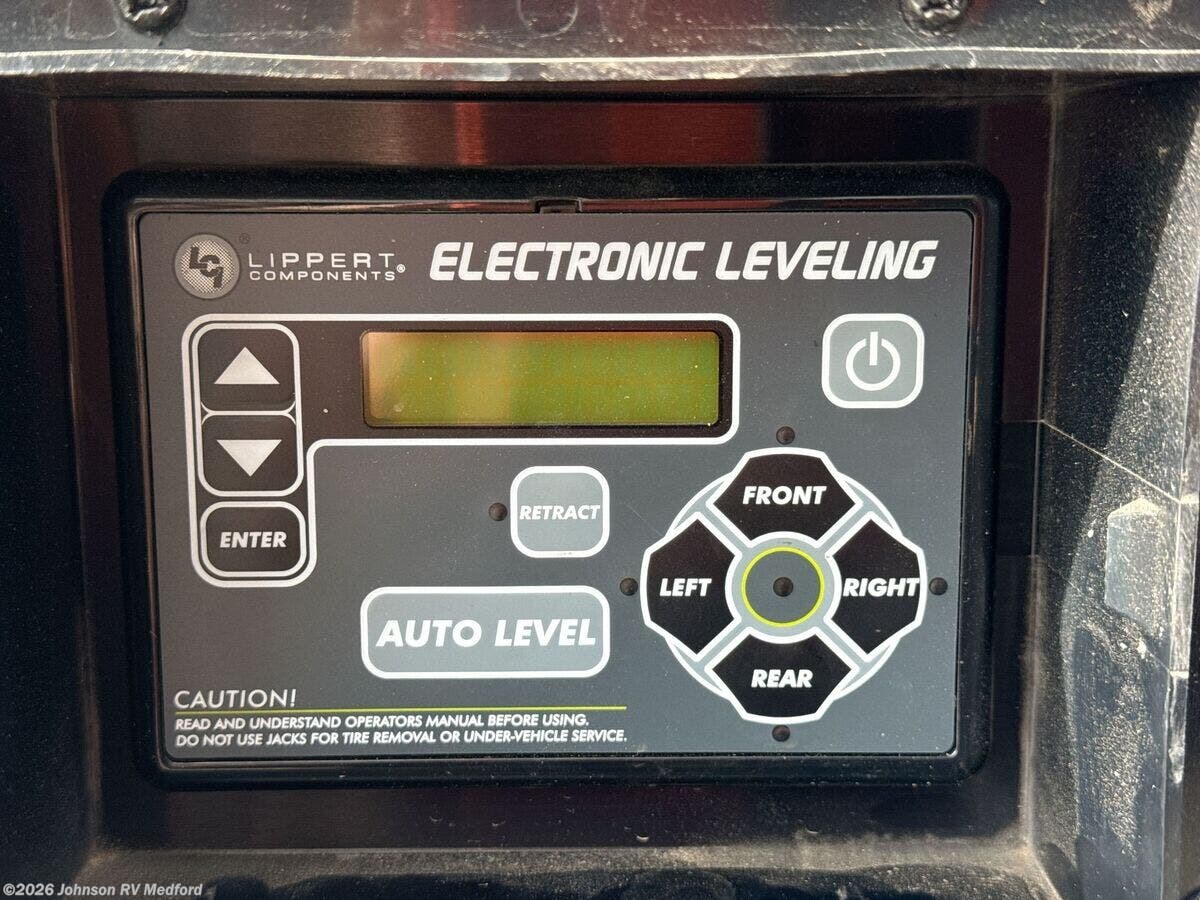 LCI ® LIPPERT COMPONENTS®
ELECTRONIC LEVELING
ENTER
RETRACT
AUTO LEVEL
FRONT
LEFT
RIGHT
REAR
CAUTION!
READ AND UNDERSTAND OPERATORS MANUAL BEFORE USING.
DO NOT USE JACKS FOR TIRE REMOVAL OR UNDER-VEHICLE SERVICE.
©2026 Johnson RV Medford